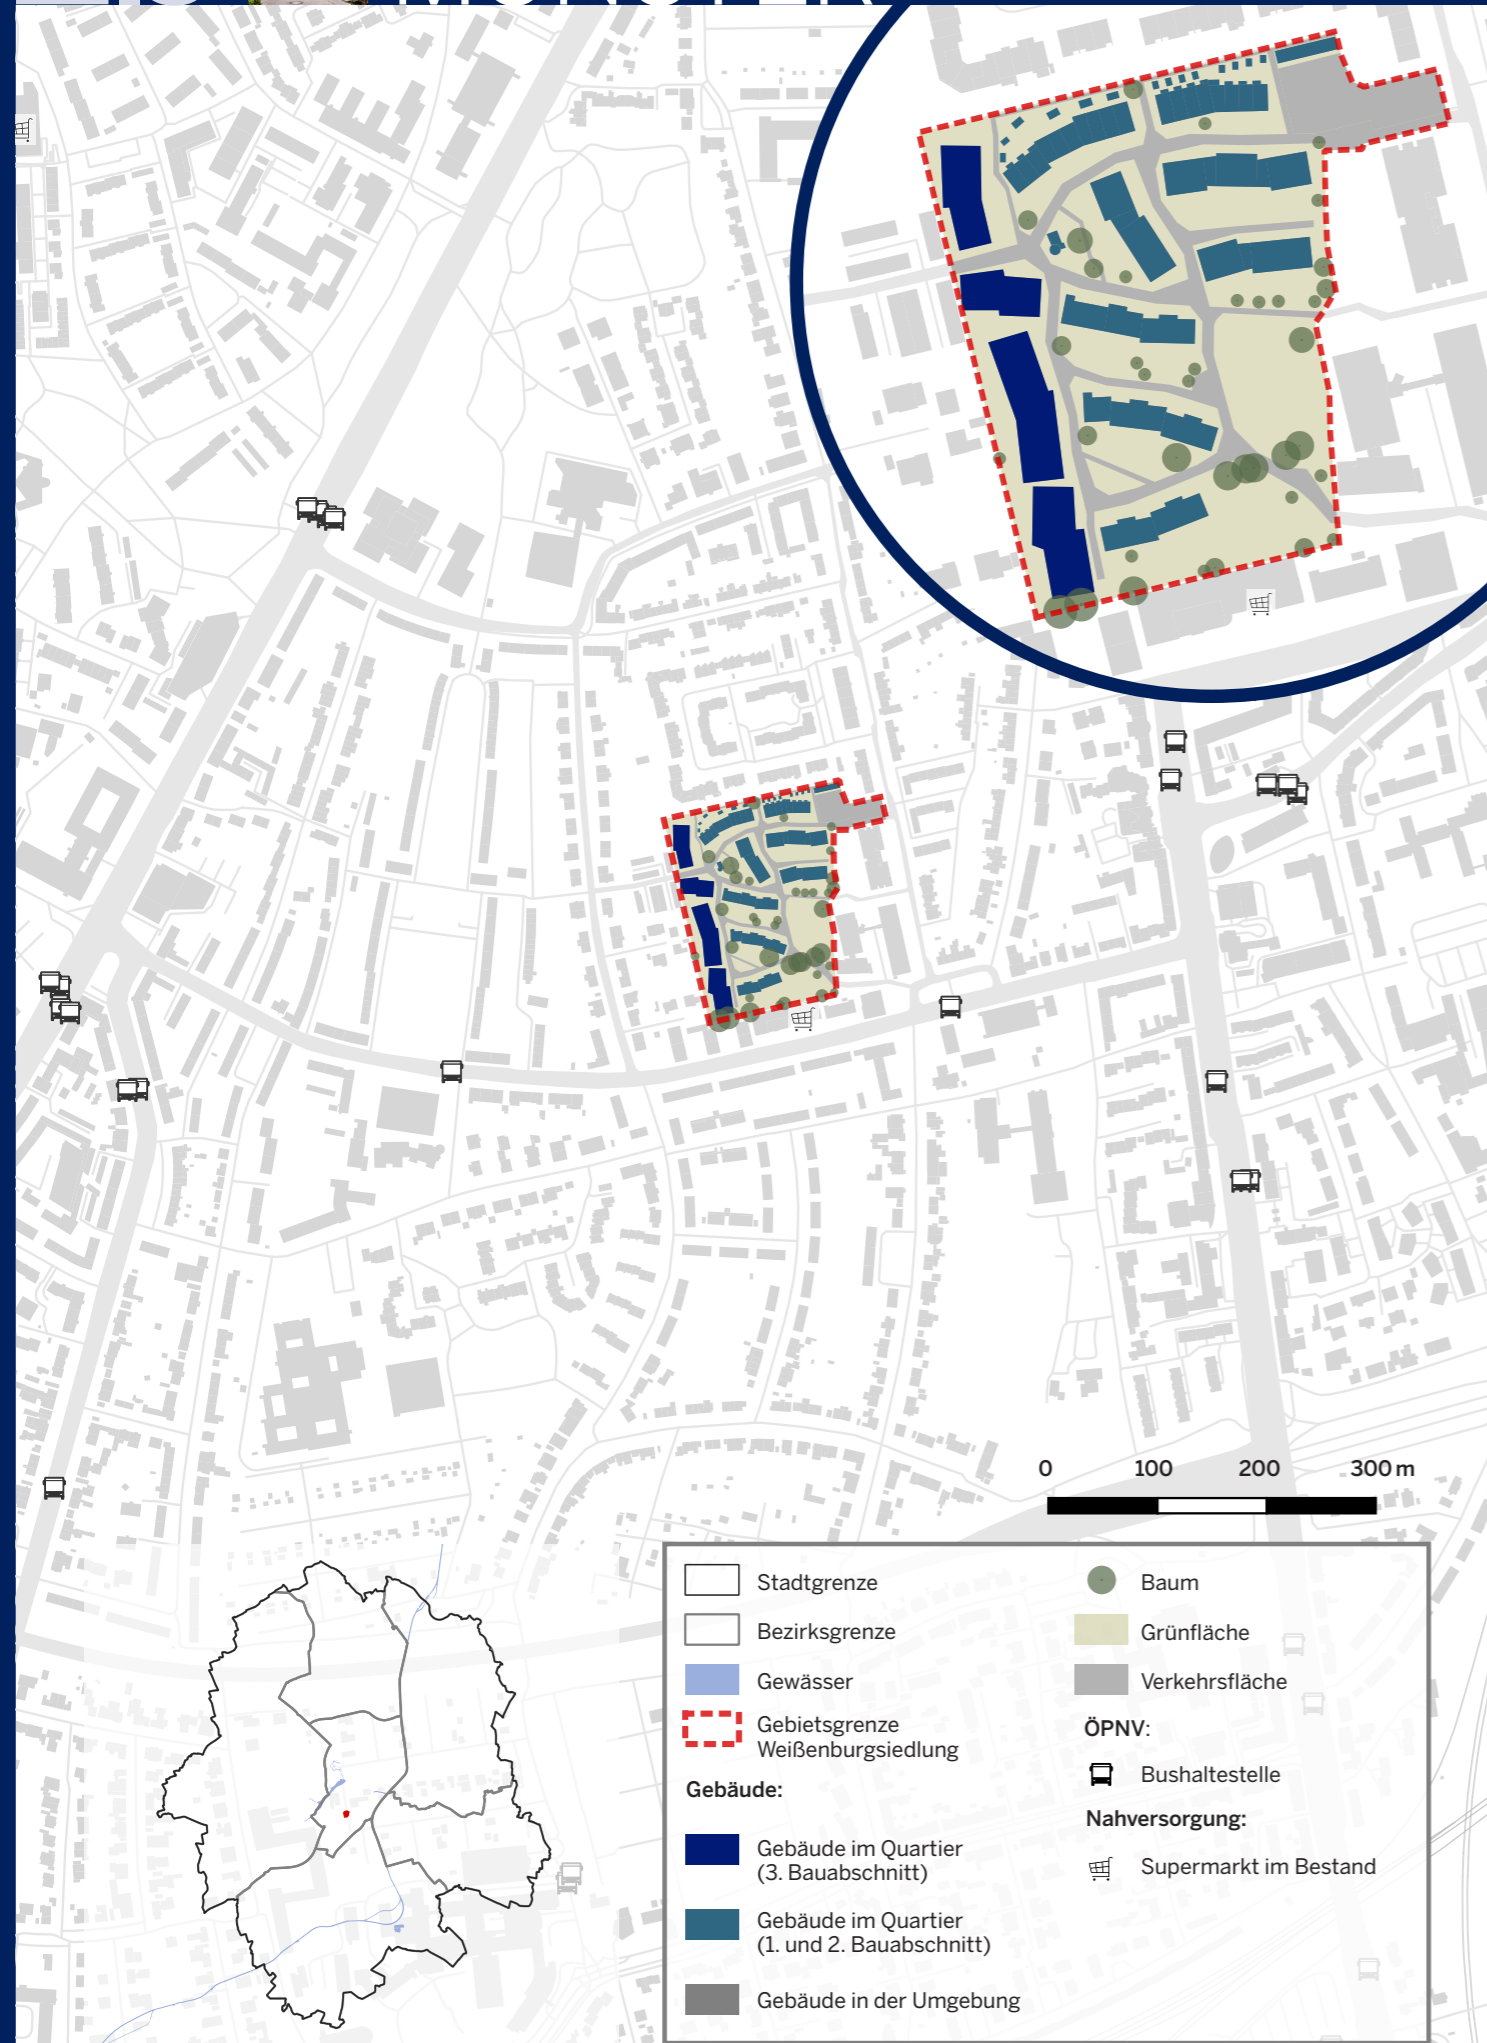 MÜNSTER
0 100 200 300 m
Stadtgrenze
Bezirksgrenze
Gewässer
Gebietsgrenze
Weißenburgsiedlung
Gebäude:
Gebäude im Quartier
(3. Bauabschnitt)
Gebäude im Quartier
(1. und 2. Bauabschnitt)
Gebäude in der Umgebung
Baum
Grünfläche
Verkehrsfläche
ÖPNV:
Bushaltestelle
Nahversorgung:
Supermarkt im Bestand